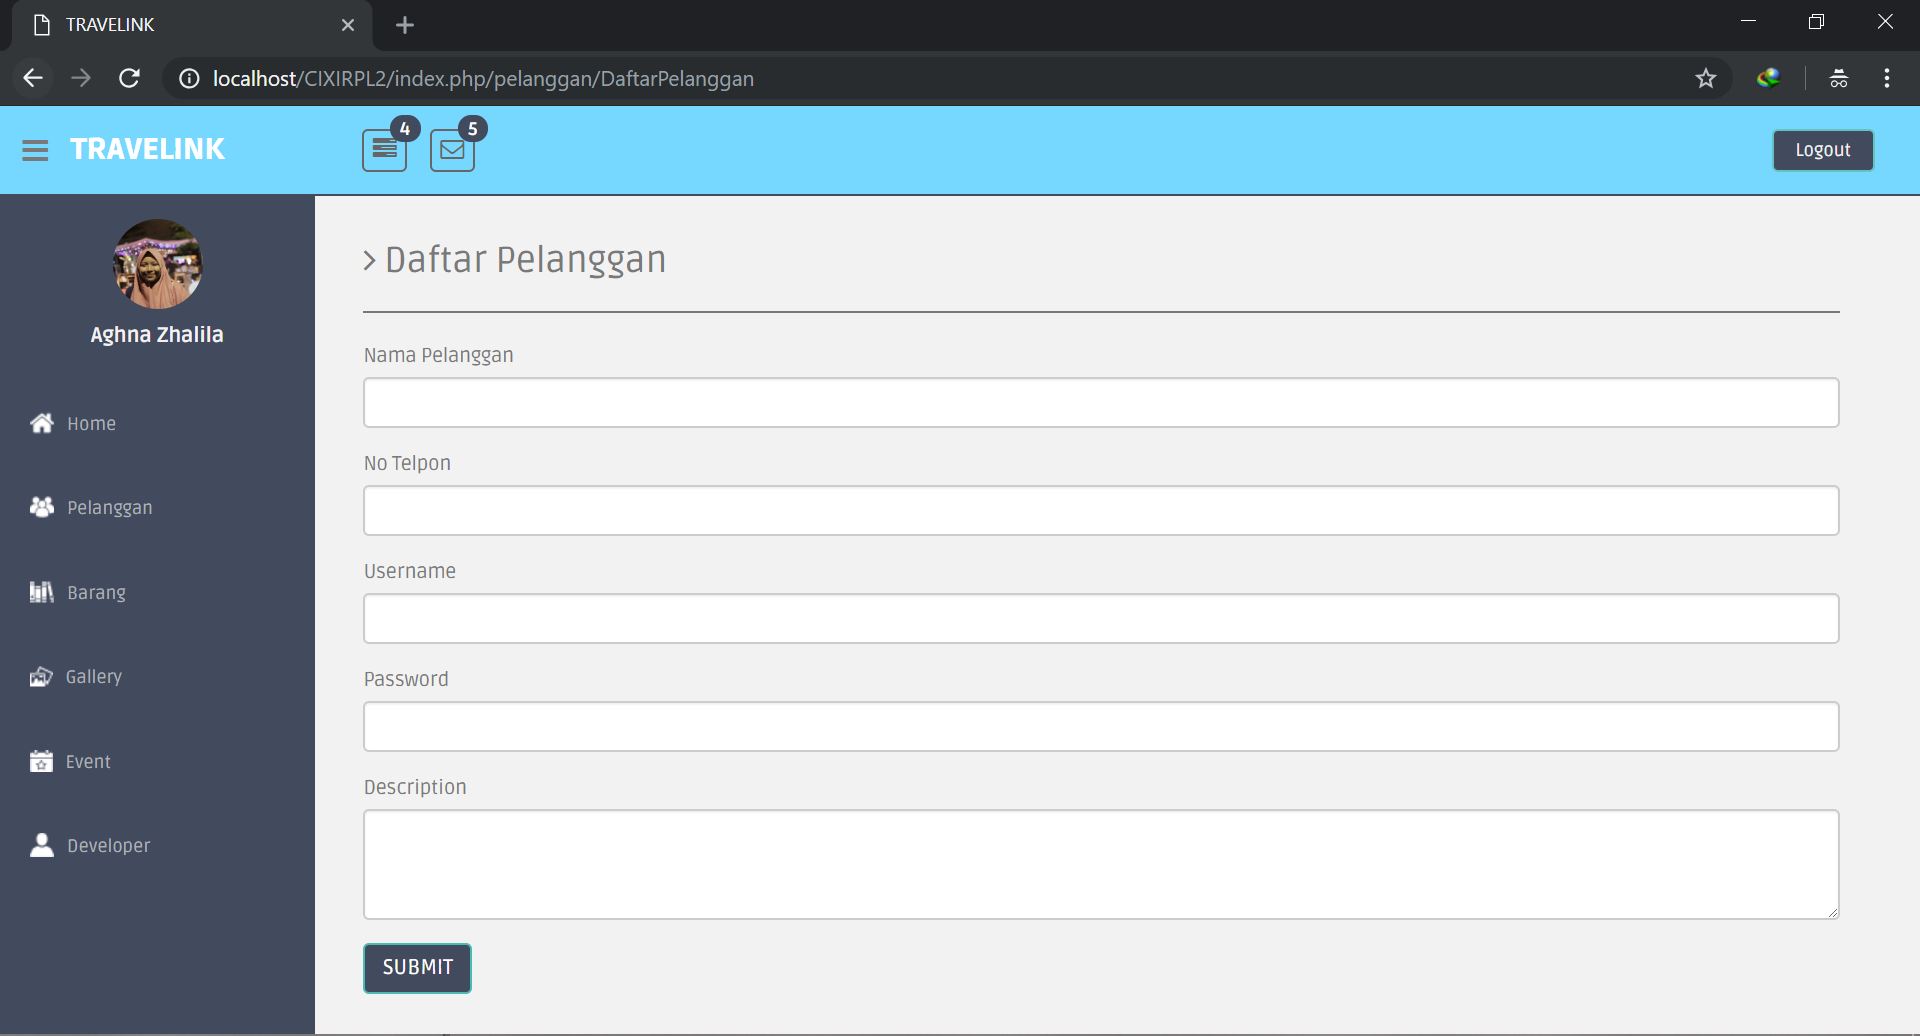 TRAVELINK
localhost/CIXIRPL2/index.php/pelanggan/DaftarPelanggan
TRAVELINK
4
5
Logout
Aghna Zhalila
Home
Pelanggan
Barang
Gallery
Event
Developer
Daftar Pelanggan
Nama Pelanggan
No Telpon
Username
Password
Description
SUBMIT